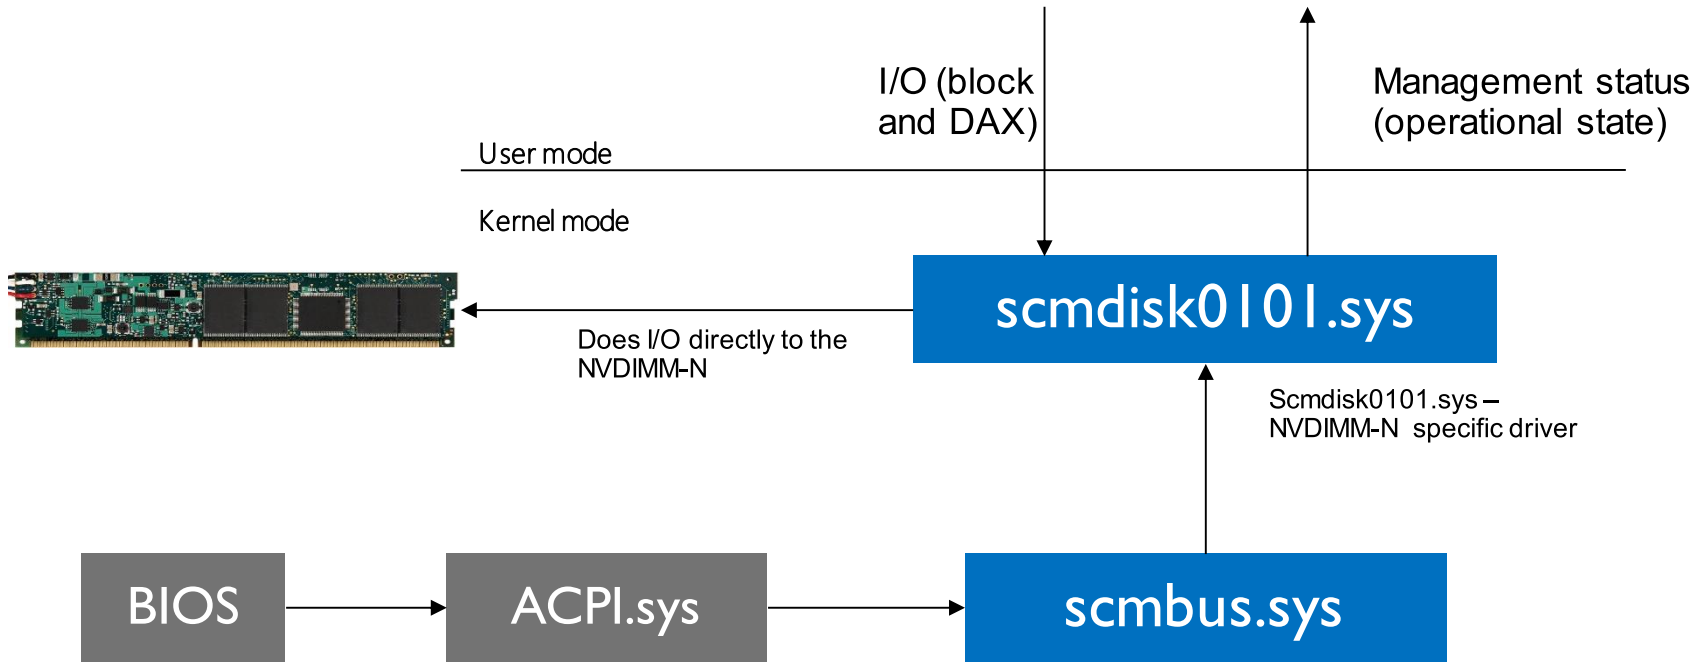 I/O (block
and DAX)
Management status
(operational state)
User mode
Kernel mode
scmdisk0101.sys
Does I/O directly to the
NVDIMM-N
Scmdisk0101.sys –
NVDIMM-N specific driver
BIOS
ACPI.sys
scmbus.sys